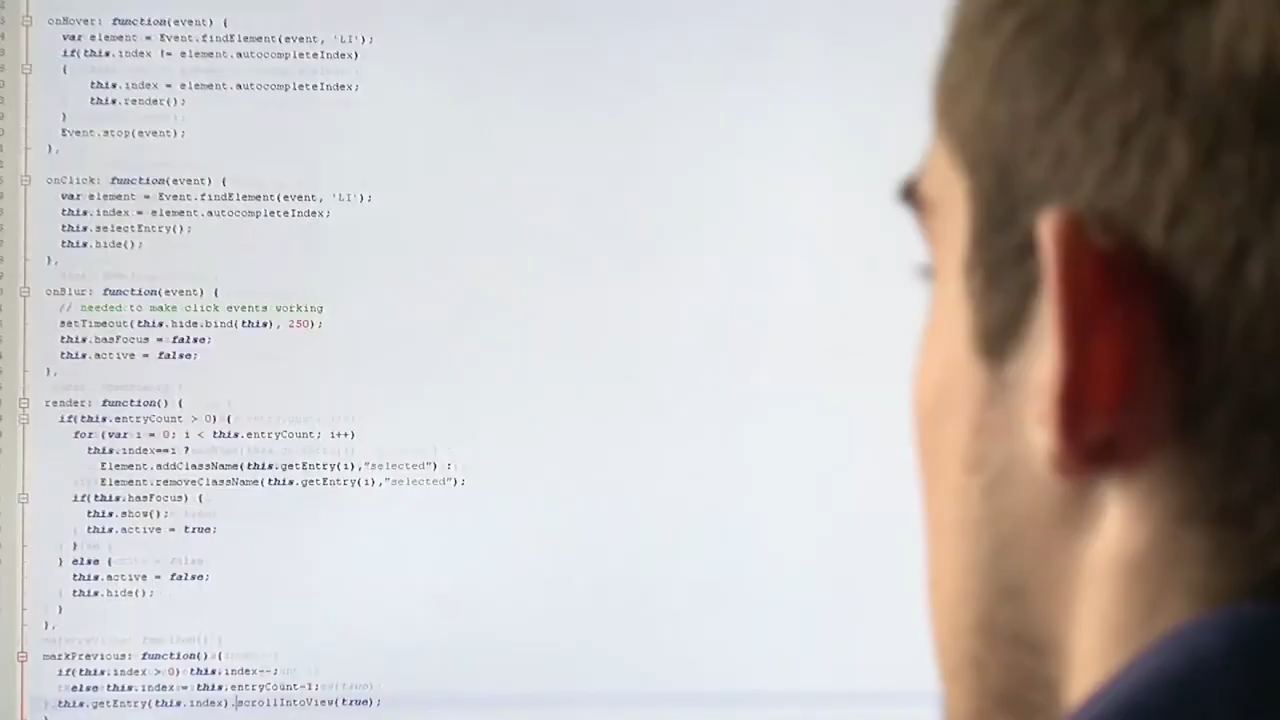 onHover: function(event) {
var element = Event.findElement(event, 'LI');
if(this.index != element.autocompleteIndex)
{
this.index = element.autocompleteIndex;
this.render();
}
Event.stop(event);
},
onClick: function(event) {
var element = Event.findElement(event, 'LI');
this.index = element.autocompleteIndex;
this.selectEntry();
this.hide();
},
onBlur: function(event) {
// needed to make click events working
setTimeout(this.hide.bind(this), 250);
this.hasFocus = false;
this.active = false;
},
render: function() {
if(this.entryCount > 0) {
for (var i = 0; i < this.entryCount; i++)
this.index==i ?
Element.addClassName(this.getEntry(i),"selected") :
Element.removeClassName(this.getEntry(i),"selected");
if(this.hasFocus) {
this.show();
this.active = true;
}
} else {
this.active = false;
this.hide();
}
},
markPrevious: function() {
if(this.index > 0) this.index--;
else this.index = this.entryCount-1;
this.getEntry(this.index).scrollIntoView(true);